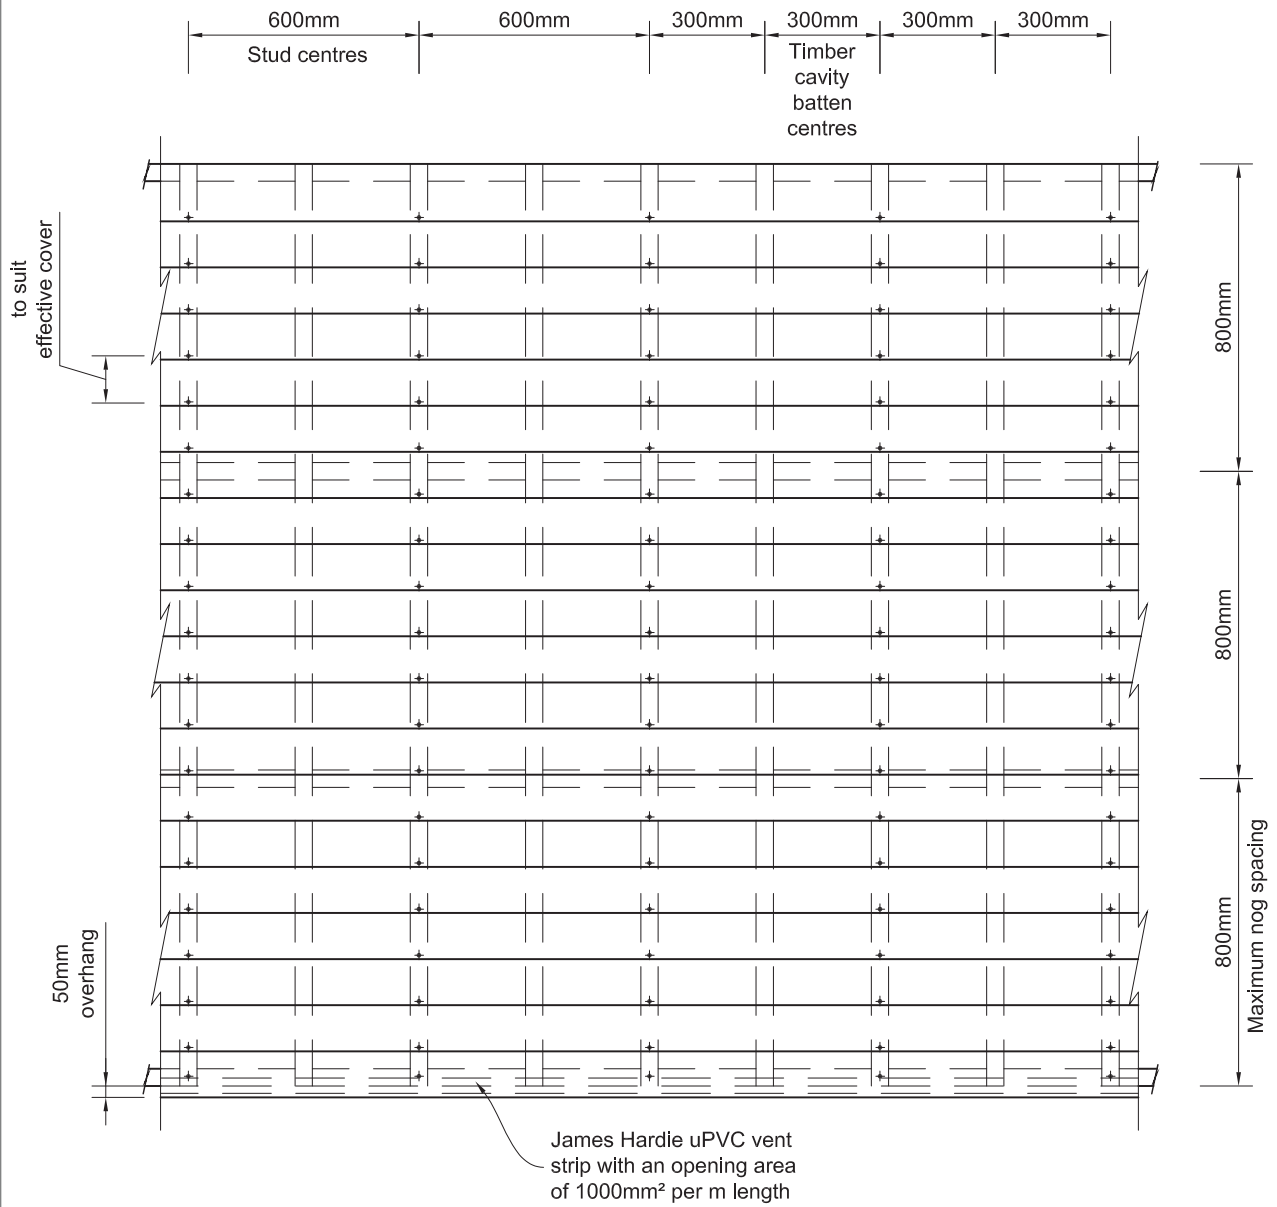 600mm
600mm
300mm
300mm
300mm
300mm
Stud centres
Timber
cavity
batten
centres
to suit
effective cover
800mm
800mm
800mm
Maximum nog spacing
50mm
overhang
James Hardie uPVC vent
strip with an opening area
of 1000mm² per m length